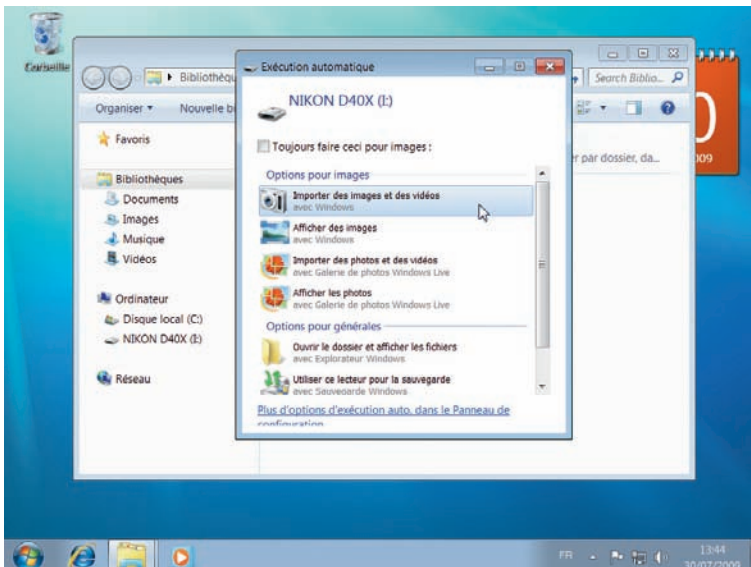 Corbeille
Bibliothèqu
Search Biblio...
Organiser
Nouvelle bi
Favoris
Bibliothèques
Documents
Images
Musique
Vidéos
Ordinateur
Disque local (C:)
NIKON D40X (I:)
Réseau
r par dossier, da...
009
Exécution automatique
NIKON D40X (I:)
Toujours faire ceci pour images :
Options pour images
Importer des images et des vidéos
avec Windows
Afficher des images
avec Windows
Importer des photos et des vidéos
avec Galerie de photos Windows Live
Afficher les photos
avec Galerie de photos Windows Live
Options pour générales
Ouvrir le dossier et afficher les fichiers
avec Explorateur Windows
Utiliser ce lecteur pour la sauvegarde
avec Sauvegarde Windows
Plus d'options d'exécution auto. dans le Panneau de
configuration
FR
13:44
30/07/2009